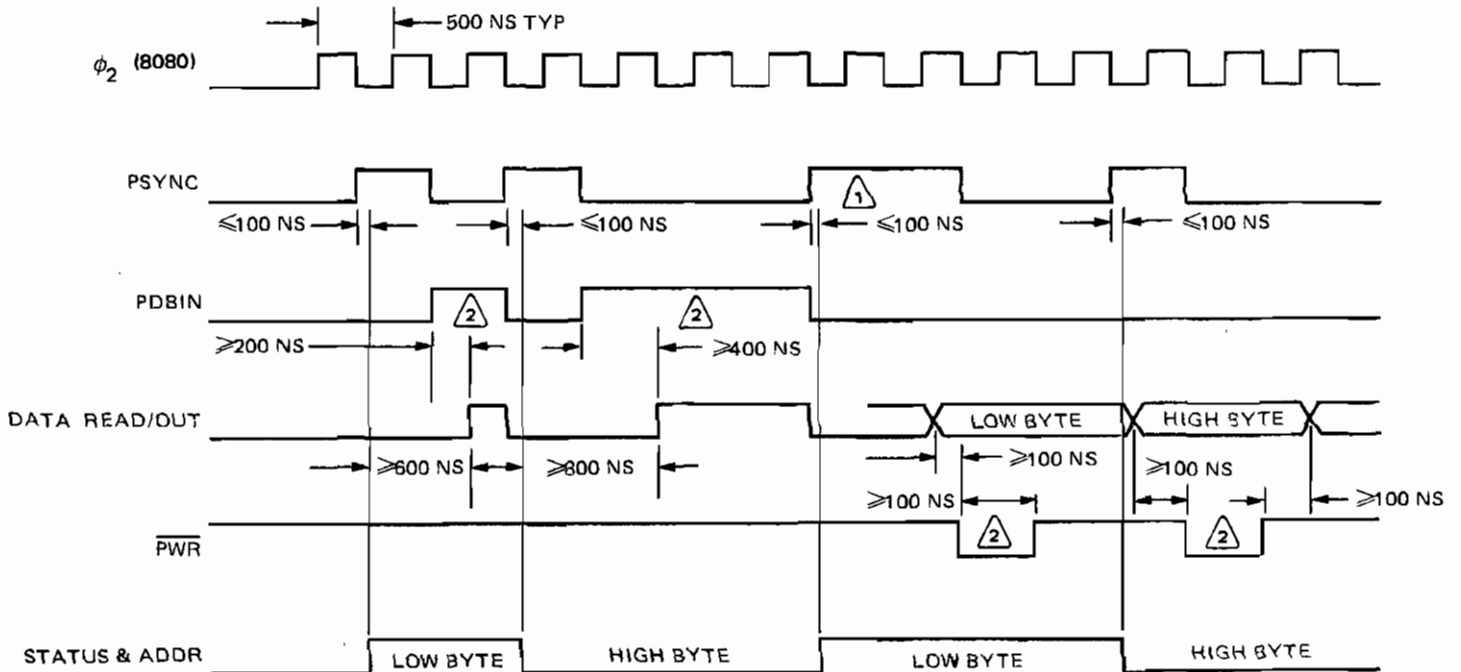 500 NS TYP
ϕ2 (8080)
PSYNC
1
≤100 NS ≤100 NS ≤100 NS ≤100 NS
PDBIN
2 2
≥200 NS ≥400 NS
DATA READ/OUT
LOW BYTE HIGH BYTE
≥600 NS ≥800 NS ≥100 NS ≥100 NS
≥100 NS ≥100 NS
PWR
2 2
STATUS & ADDR
LOW BYTE HIGH BYTE LOW BYTE HIGH BYTE